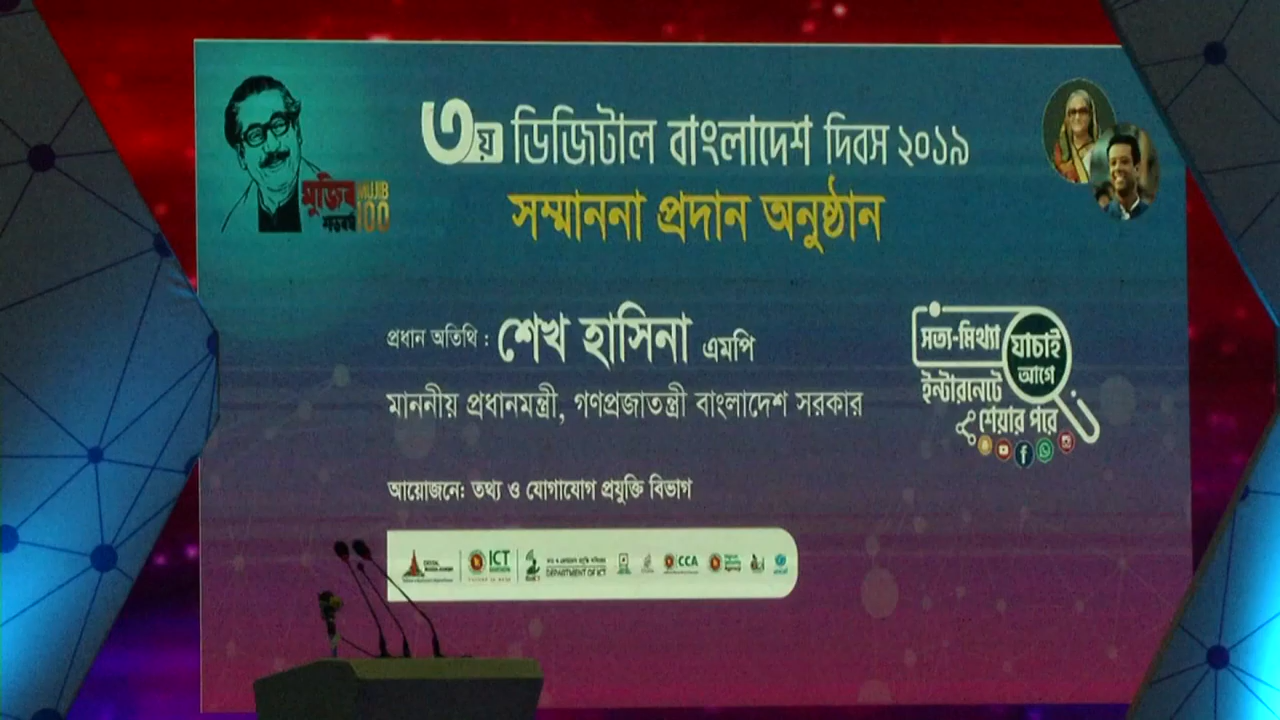 ৩য় ডিজিটাল বাংলাদেশ দিবস ২০১৯
সম্মাননা প্রদান অনুষ্ঠান
মুজিব MUJIB
শতবর্ষ 100
প্রধান অতিথি : শেখ হাসিনা এমপি
মাননীয় প্রধানমন্ত্রী, গণপ্রজাতন্ত্রী বাংলাদেশ সরকার
সত্য-মিথ্যা যাচাই
আগে
ইন্টারনেটে
শেয়ার পরে
আয়োজনে: তথ্য ও যোগাযোগ প্রযুক্তি বিভাগ
ICT
DEPARTMENT OF ICT
CCA